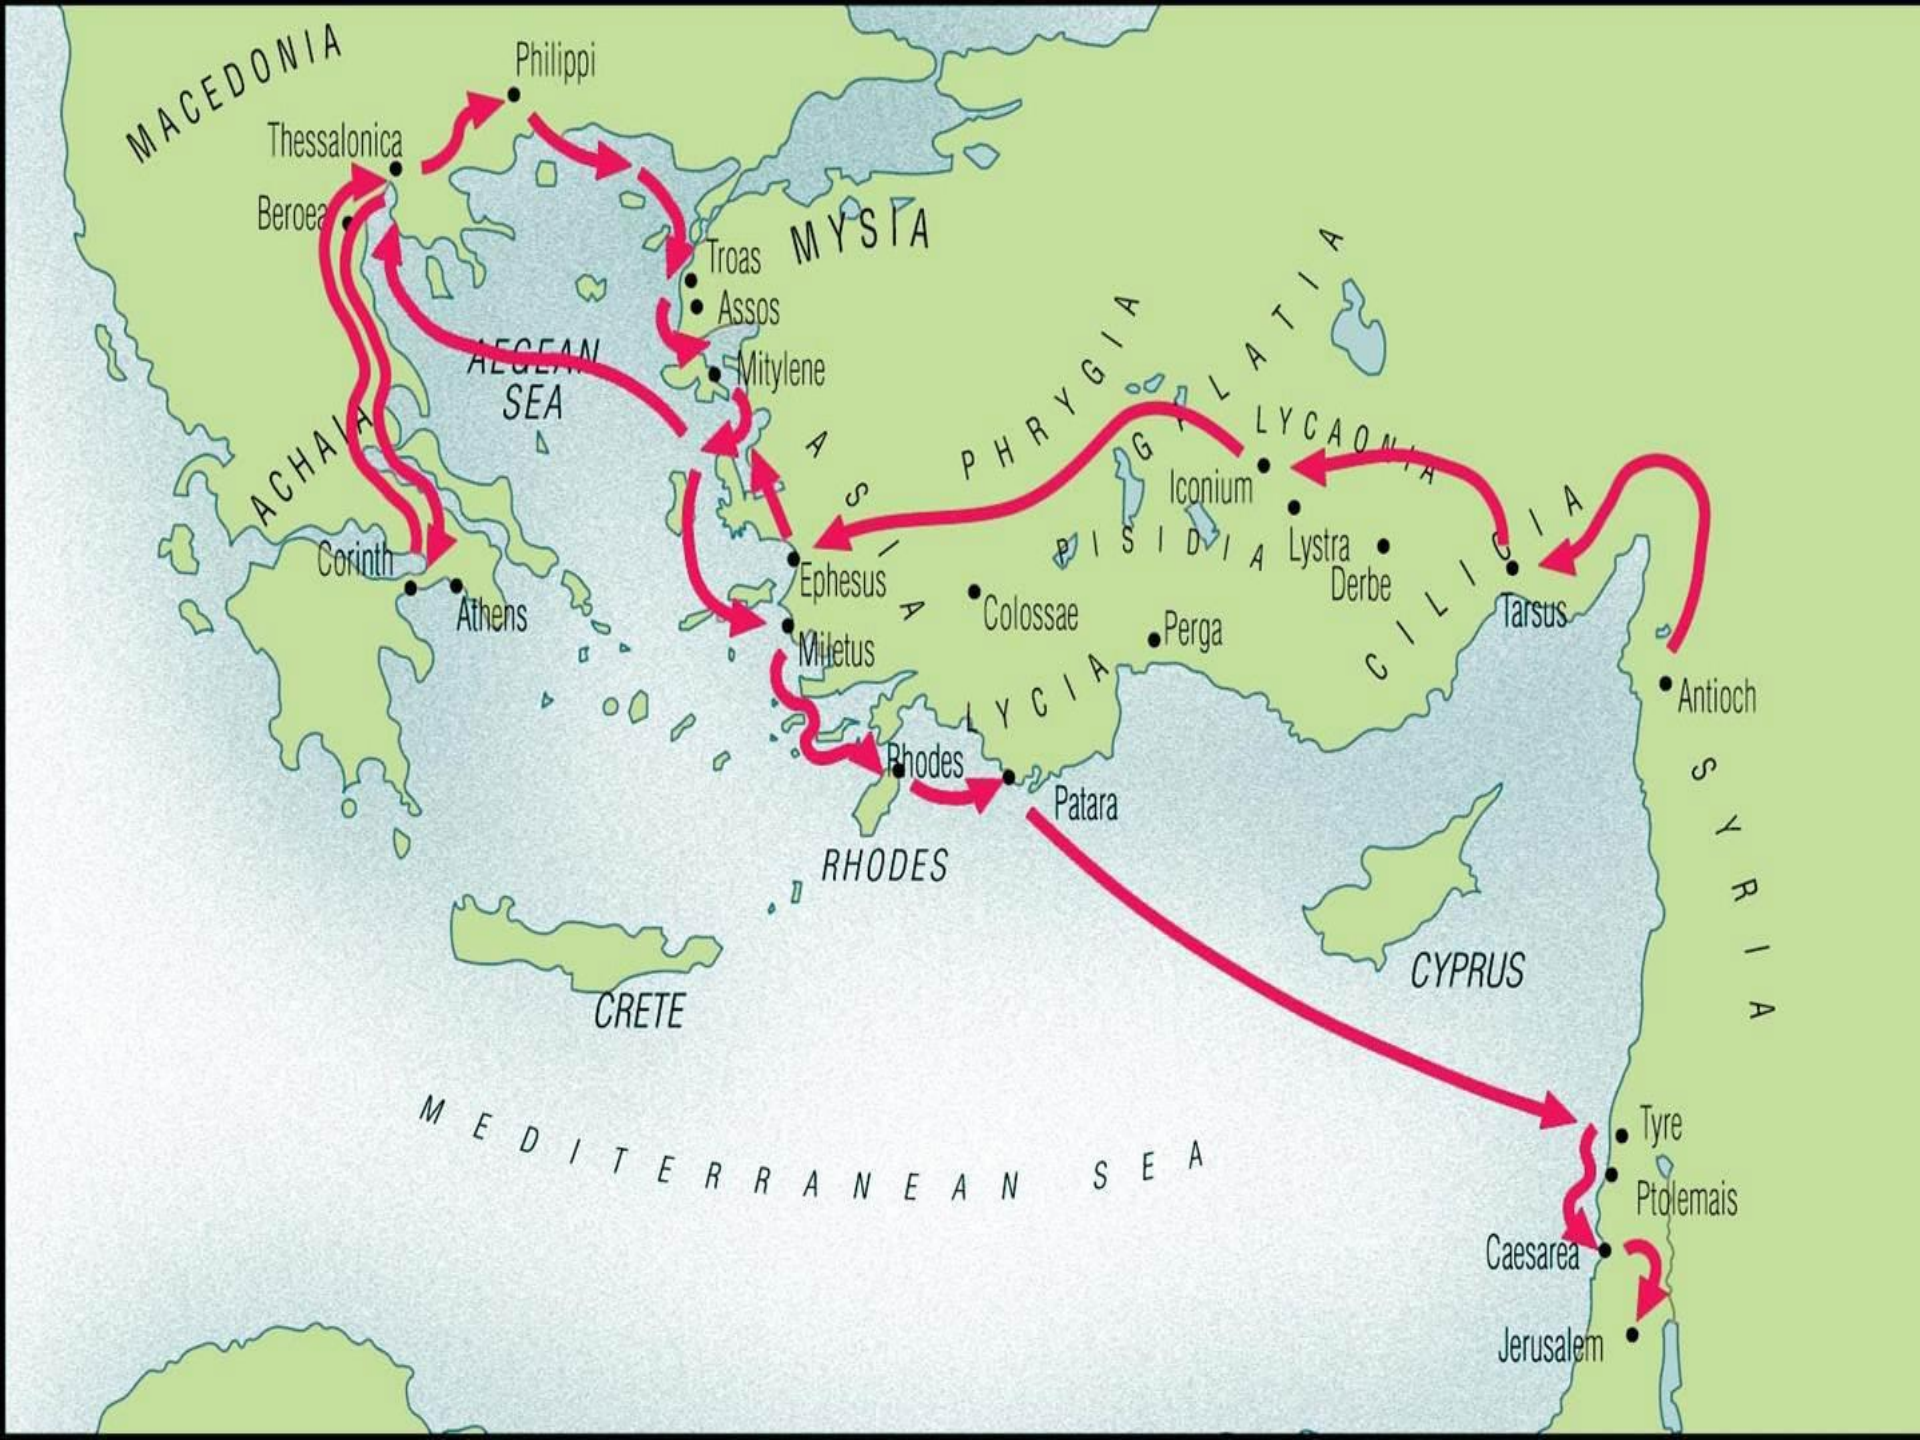 MACEDONIA
Philippi
Thessalonica
Beroea
Troas
MYSIA
Assos
Mitylene
AEGEAN
SEA
ACHAIA
ASIA
PHRYGIA
GALATIA
LYCAONIA
Iconium
Lystra
Derbe
PISIDIA
CILICIA
Tarsus
Corinth
Athens
Ephesus
Colossae
Perga
Miletus
LYCIA
Antioch
Rhodes
Patara
RHODES
SYRIA
CRETE
CYPRUS
MEDITERRANEAN SEA
Tyre
Ptolemais
Caesarea
Jerusalem